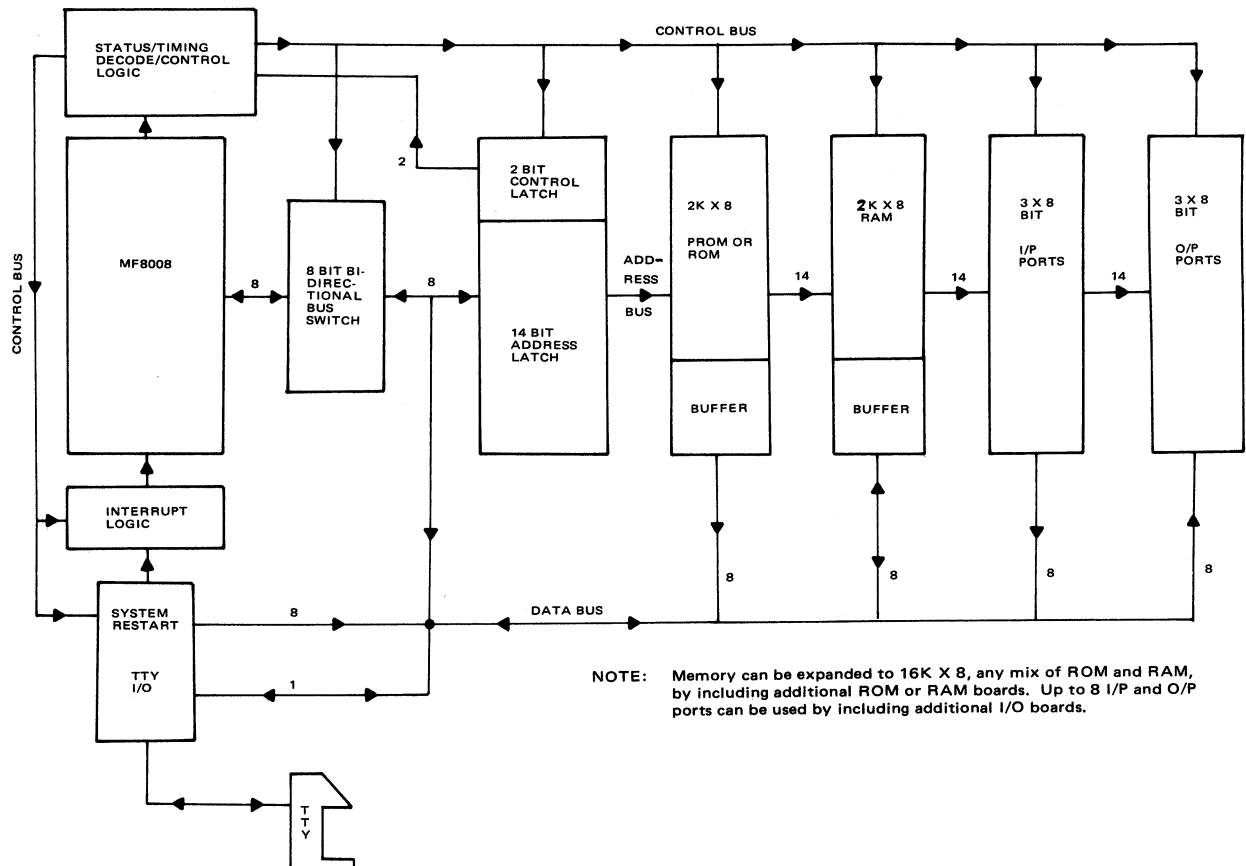 STATUS/TIMING
DECODE/CONTROL
LOGIC
CONTROL BUS
CONTROL BUS
MF8008
8
8 BIT BI-
DIREC-
TIONAL
BUS
SWITCH
8
2
2 BIT
CONTROL
LATCH
14 BIT
ADDRESS
LATCH
ADD-
RESS
BUS
2K X 8
PROM OR
ROM
BUFFER
14
2K X 8
RAM
BUFFER
14
3 X 8
BIT
I/P
PORTS
14
3 X 8
BIT
O/P
PORTS
INTERRUPT
LOGIC
SYSTEM
RESTART
TTY
I/O
8
1
DATA BUS
8
8
8
8
TTY
NOTE: Memory can be expanded to 16K X 8, any mix of ROM and RAM,
by including additional ROM or RAM boards. Up to 8 I/P and O/P
ports can be used by including additional I/O boards.